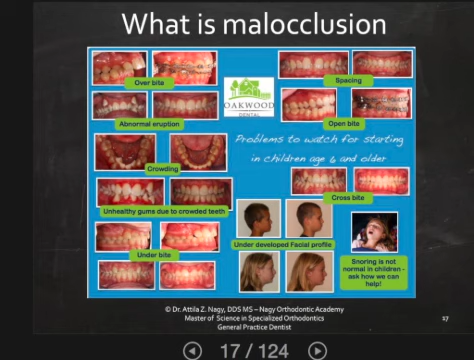 What is malocclusion
Over bite
Spacing
OAKWOOD
DENTAL
Abnormal eruption
Open bite
Problems to watch for starting
in children age 6 and older
Crowding
Cross bite
Unhealthy gums due to crowded teeth
Under bite
Under developed Facial profile
Snoring is not
normal in children -
ask how we can
help!
© Dr. Attila Z. Nagy, DDS MS – Nagy Orthodontic Academy
Master of Science in Specialized Orthodontics
General Practice Dentist
17
17 / 124